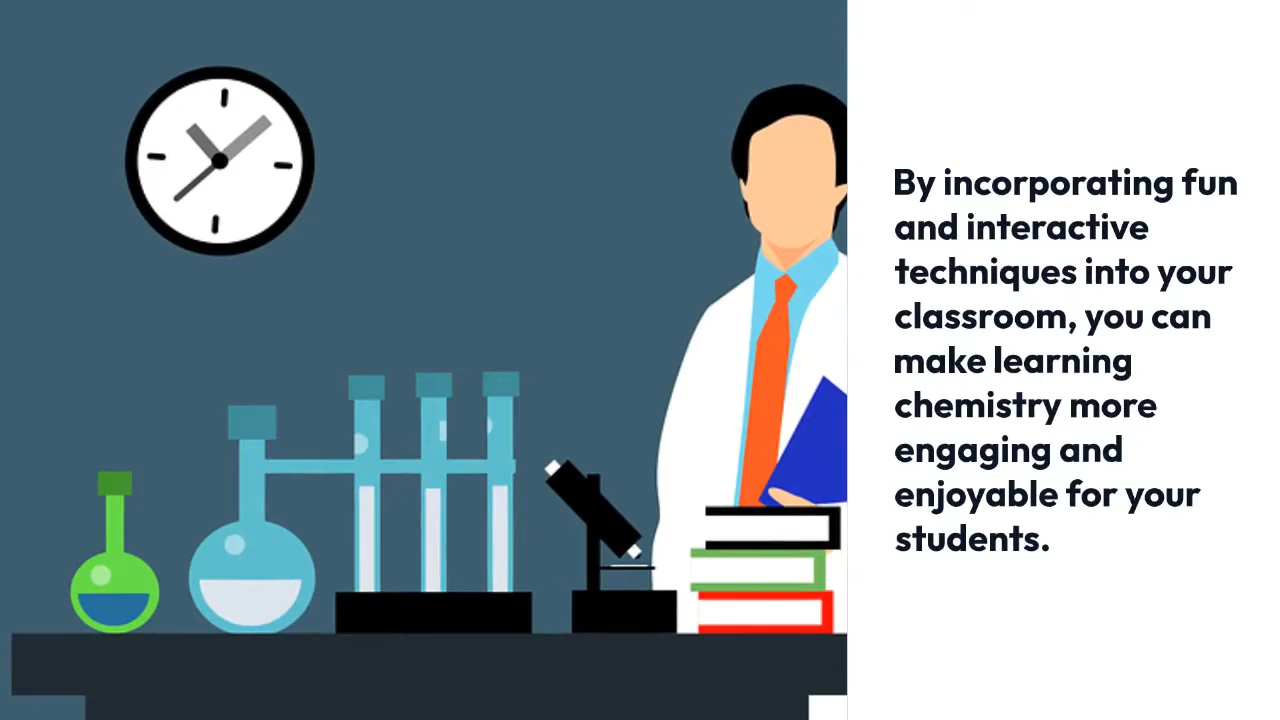 By incorporating fun
and interactive
techniques into your
classroom, you can
make learning
chemistry more
engaging and
enjoyable for your
students.